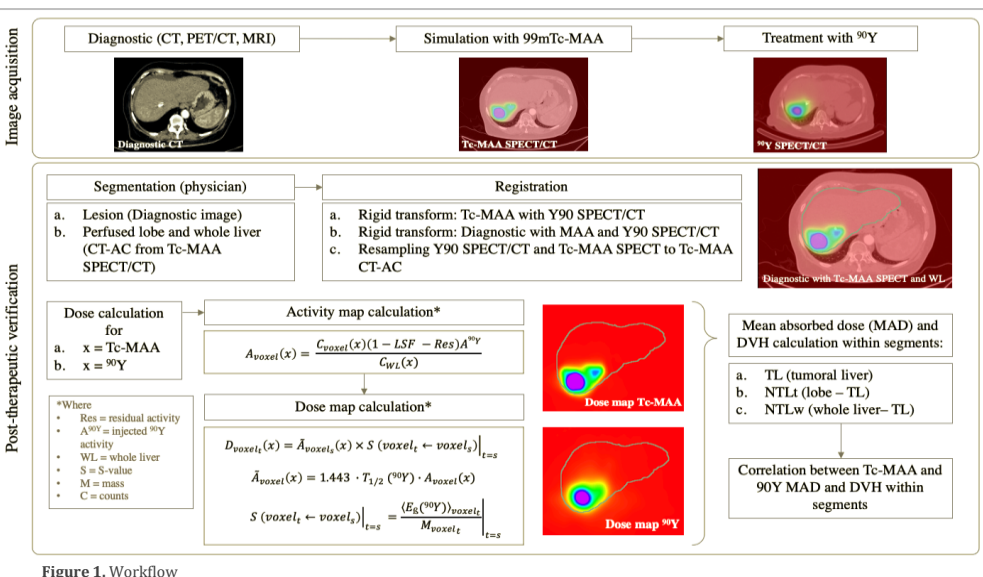 Image acquisition
Diagnostic (CT, PET/CT, MRI)
Simulation with 99mTc-MAA
Treatment with ⁹⁰Y
Diagnostic CT
Tc-MAA SPECT/CT
⁹⁰Y SPECT/CT
Post-therapeutic verification
Segmentation (physician)
a. Lesion (Diagnostic image)
b. Perfused lobe and whole liver
(CT-AC from Tc-MAA
SPECT/CT)
Registration
a. Rigid transform: Tc-MAA with Y90 SPECT/CT
b. Rigid transform: Diagnostic with MAA and Y90 SPECT/CT
c. Resampling Y90 SPECT/CT and Tc-MAA SPECT to Tc-MAA
CT-AC
Diagnostic with Tc-MAA SPECT and WL
Dose calculation
for
a. x = Tc-MAA
b. x = ⁹⁰Y
*Where
• Res = residual activity
• A⁹⁰Y = injected ⁹⁰Y
activity
• WL = whole liver
• S = S-value
• M = mass
• C = counts
Activity map calculation*
A_voxel(x) = C_voxel(x)(1 − LSF − Res)A^⁹⁰Y / C_WL(x)
Dose map calculation*
D_voxel_t(x) = Ã_voxel_s(x) × S (voxel_t ← voxel_s)|_t=s
Ã_voxel(x) = 1.443 · T_1/2 (⁹⁰Y) · A_voxel(x)
S (voxel_t ← voxel_s)|_t=s = ⟨E_ß(⁹⁰Y)⟩_voxel_t / M_voxel_t |_t=s
Dose map Tc-MAA
Dose map ⁹⁰Y
Mean absorbed dose (MAD) and
DVH calculation within segments:
a. TL (tumoral liver)
b. NTLt (lobe – TL)
c. NTLw (whole liver– TL)
Correlation between Tc-MAA and
90Y MAD and DVH within
segments
Figure 1. Workflow